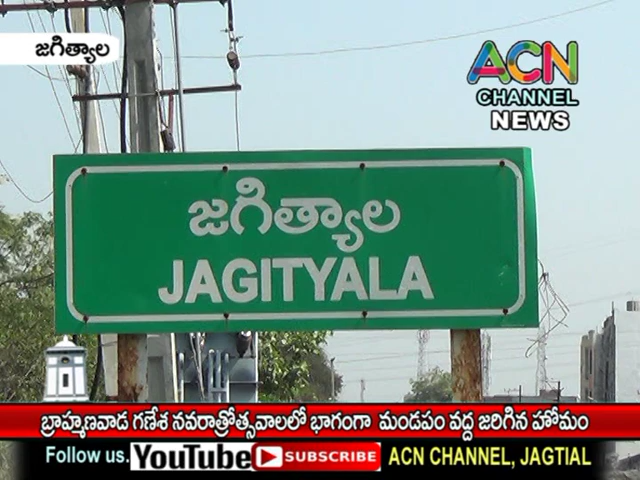 జగిత్యాల
ACN
CHANNEL
NEWS
జగిత్యాల
JAGITYALA
బ్రాహ్మణవాడ గణేశ నవరాత్రోత్సవాలలో భాగంగా మండపం వద్ద జరిగిన హోమం
Follow us. YouTube SUBSCRIBE ACN CHANNEL, JAGTIAL